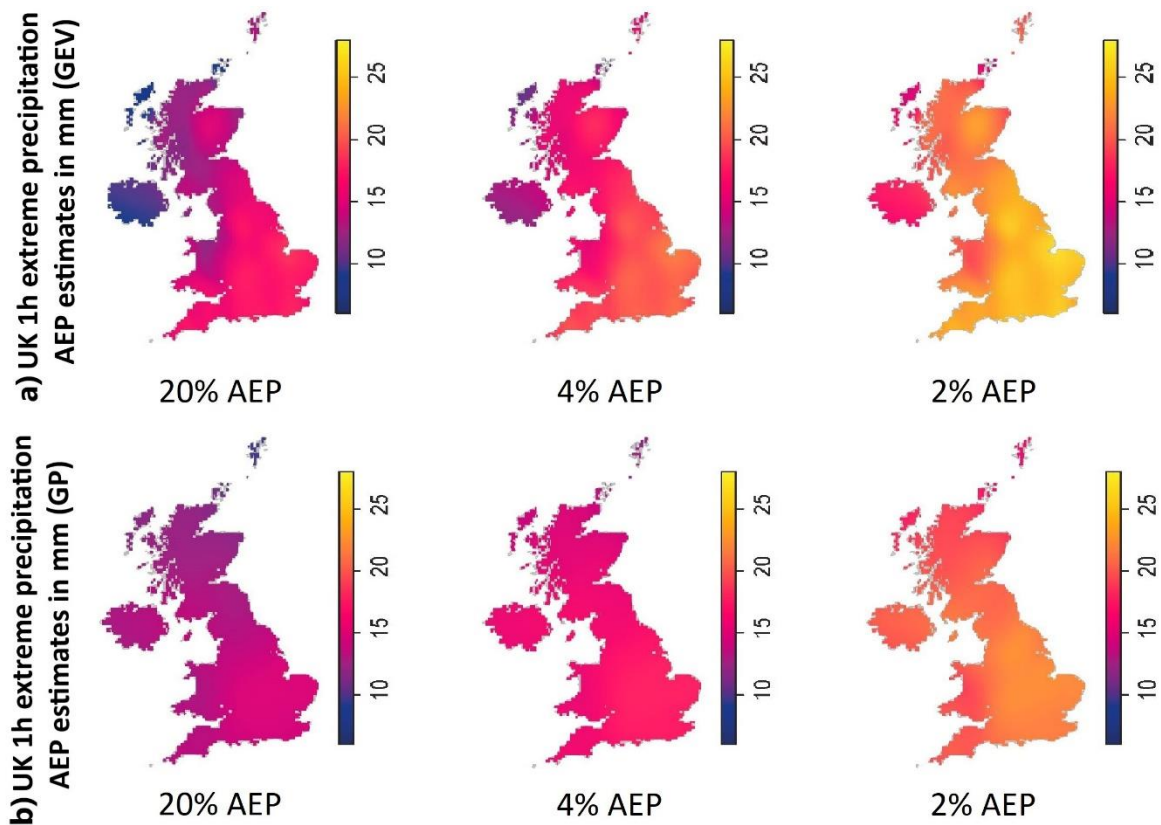 a) UK 1h extreme precipitation
AEP estimates in mm (GEV)
10 15 20 25
10 15 20 25
10 15 20 25
20% AEP
4% AEP
2% AEP
b) UK 1h extreme precipitation
AEP estimates in mm (GP)
10 15 20 25
10 15 20 25
10 15 20 25
20% AEP
4% AEP
2% AEP